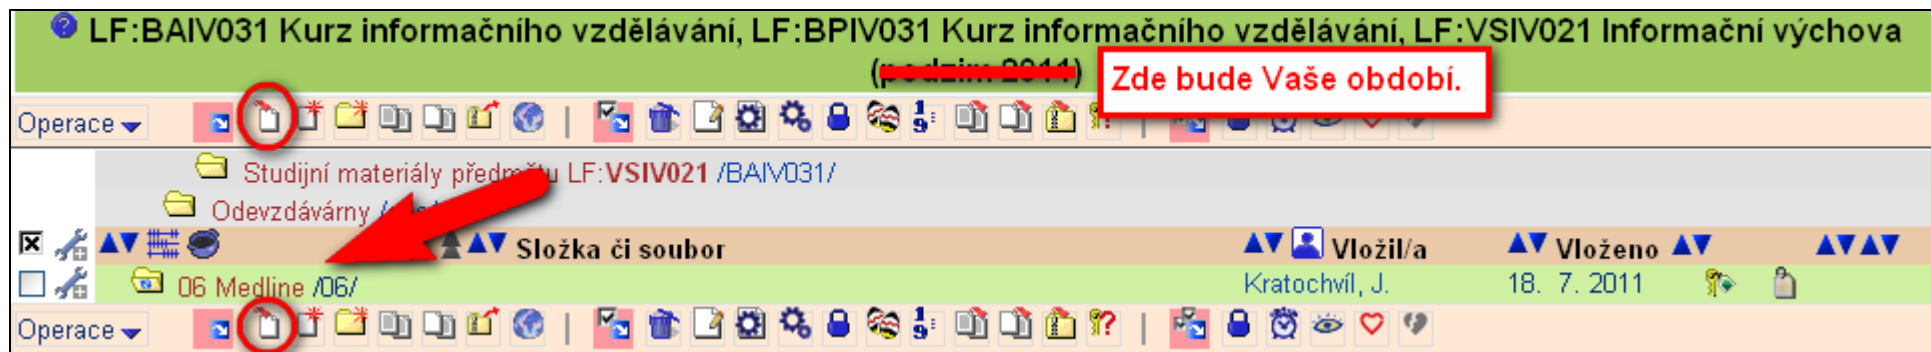 LF:BAIV031 Kurz informačního vzdělávání, LF:BPIV031 Kurz informačního vzdělávání, LF:VSIV021 Informační výchova
(podzim 2011)
Zde bude Vaše období.
Operace
Studijní materiály předmětu LF:VSIV021 /BAIV031/
Odevzdávárny
Složka či soubor Vložil/a Vloženo
06 Medline /06/ Kratochvíl, J. 18. 7. 2011
Operace